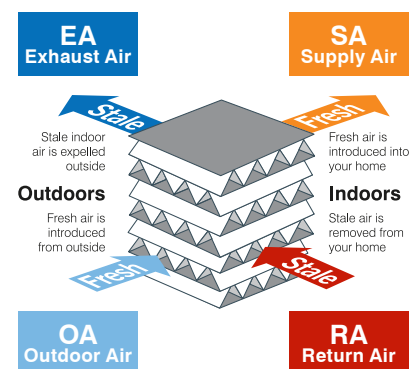 EA
Exhaust Air
SA
Supply Air
Stale
Fresh
Stale indoor
air is expelled
outside
Fresh air is
introduced into
your home
Outdoors
Indoors
Fresh air is
introduced
from outside
Stale air is
removed from
your home
Fresh
Stale
OA
Outdoor Air
RA
Return Air